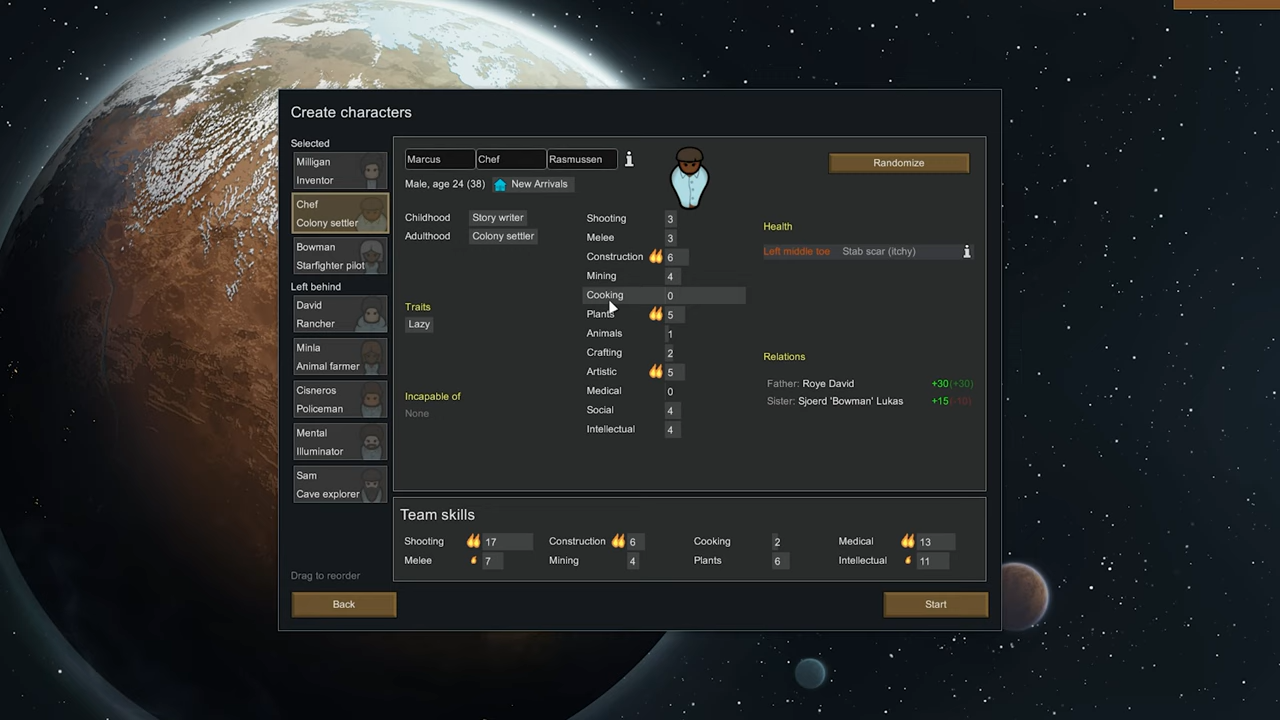 Create characters
Selected
Milligan
Inventor
Chef
Colony settler
Bowman
Starfighter pilot
Left behind
David
Rancher
Minla
Animal farmer
Cisneros
Policeman
Mental
Illuminator
Sam
Cave explorer
Drag to reorder
Marcus Chef Rasmussen
Randomize
Male, age 24 (38) New Arrivals
Childhood Story writer
Adulthood Colony settler
Traits
Lazy
Incapable of
None
Shooting 3
Melee 3
Construction 6
Mining 4
Cooking 0
Plants 5
Animals 1
Crafting 2
Artistic 5
Medical 0
Social 4
Intellectual 4
Health
Left middle toe Stab scar (itchy)
Relations
Father: Roye David +30 (+30)
Sister: Sjoerd 'Bowman' Lukas +15 (-10)
Team skills
Shooting 17 Construction 6 Cooking 2 Medical 13
Melee 7 Mining 4 Plants 6 Intellectual 11
Back
Start